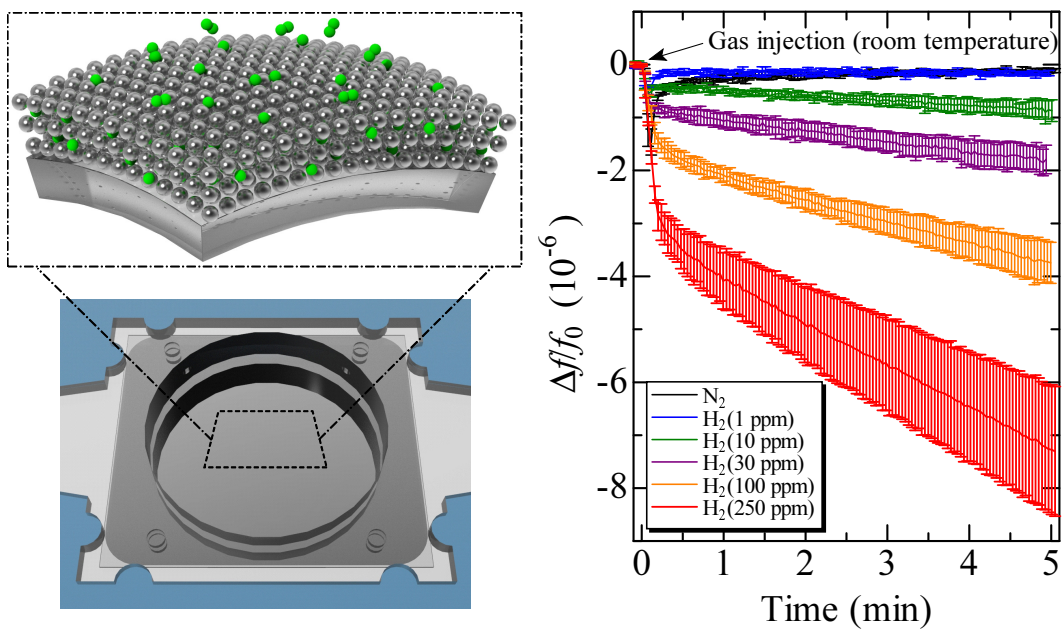 Gas injection (room temperature)
0
-2
-4
-6
-8
Δf/f₀ (10⁻⁶)
N₂
H₂(1 ppm)
H₂(10 ppm)
H₂(30 ppm)
H₂(100 ppm)
H₂(250 ppm)
0 1 2 3 4 5
Time (min)